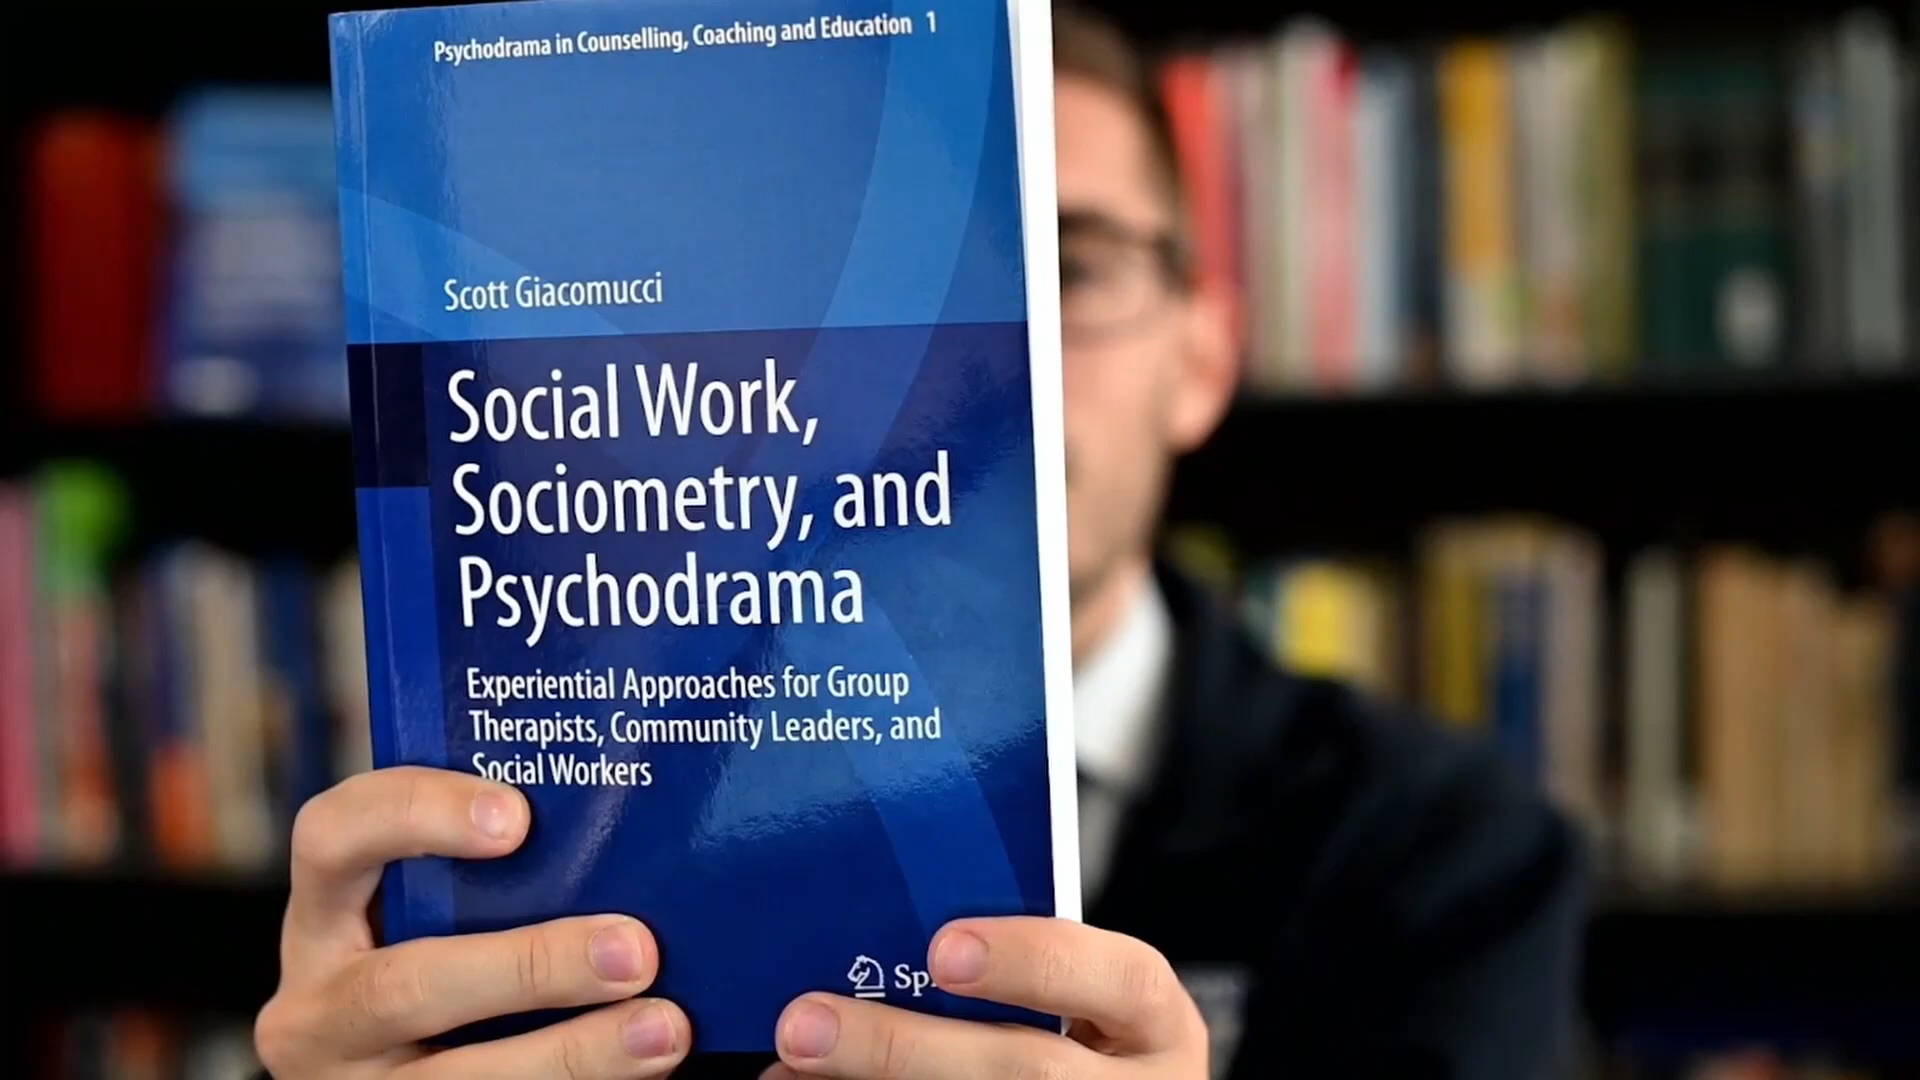 Psychodrama in Counselling, Coaching and Education 1
Scott Giacomucci
Social Work,
Sociometry, and
Psychodrama
Experiential Approaches for Group
Therapists, Community Leaders, and
Social Workers